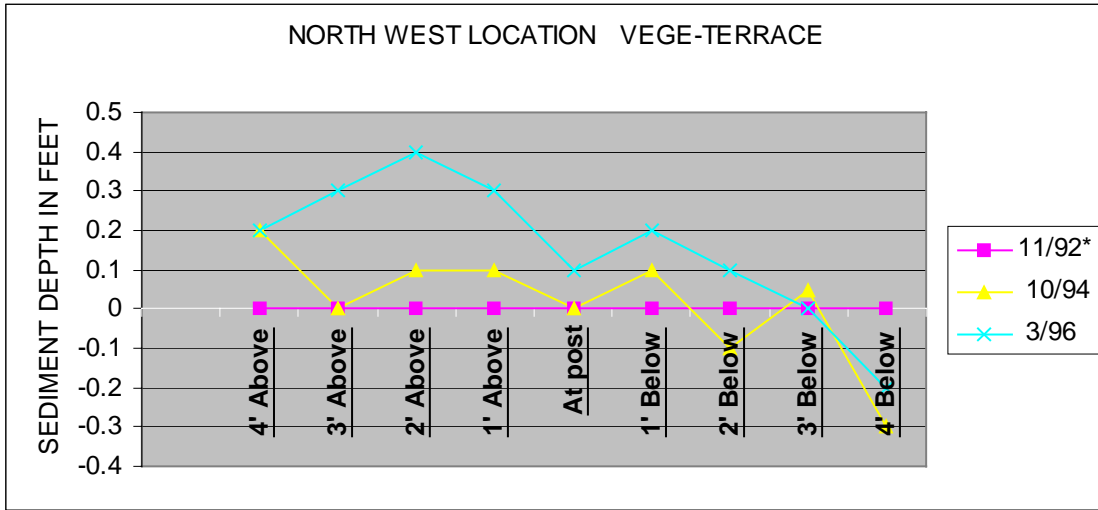 NORTH WEST LOCATION VEGE-TERRACE
SEDIMENT DEPTH IN FEET
0.5
0.4
0.3
0.2
0.1
0
-0.1
-0.2
-0.3
-0.4
4' Above
3' Above
2' Above
1' Above
At post
1' Below
2' Below
3' Below
4' Below
11/92*
10/94
3/96